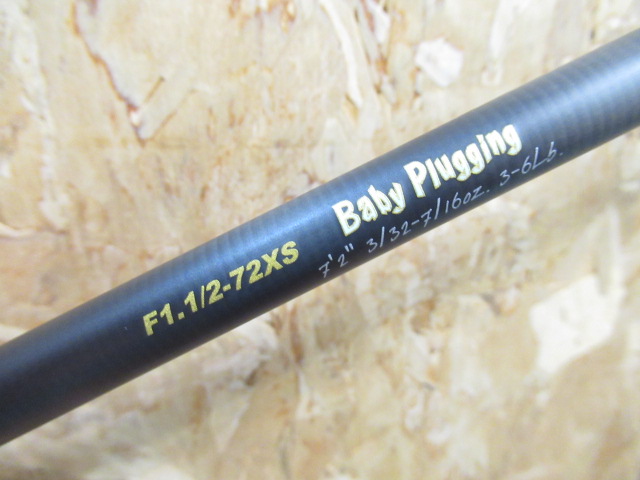 F1.1/2-72XS
Baby Plugging
7'2" 3/32-7/16oz. 3-6Lb.